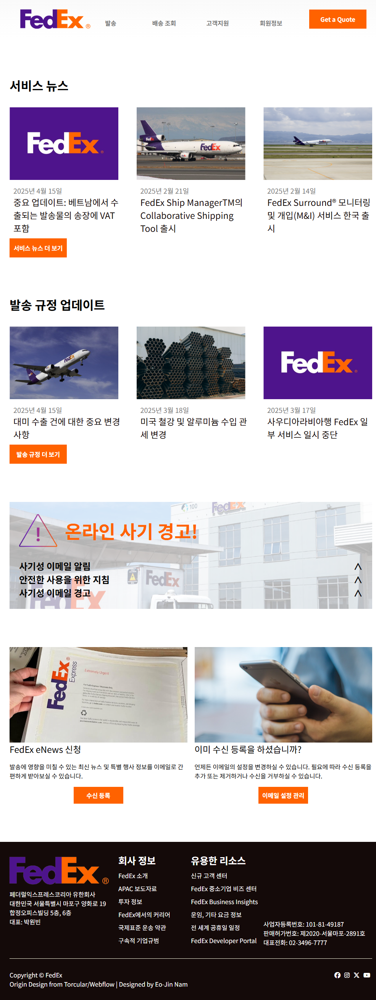 FedEx ®
발송
배송 조회
고객지원
회원정보
Get a Quote
서비스 뉴스
FedEx ®
FedEx
FedEx
FedEx
FedEx
2025년 4월 15일
중요 업데이트: 베트남에서 수
출되는 발송물의 송장에 VAT
포함
2025년 2월 21일
FedEx Ship ManagerTM의
Collaborative Shipping
Tool 출시
2025년 2월 14일
FedEx Surround® 모니터링
및 개입(M&I) 서비스 한국 출
시
서비스 뉴스 더 보기
발송 규정 업데이트
FedEx
FedEx ®
2025년 4월 15일
대미 수출 건에 대한 중요 변경
사항
2025년 3월 18일
미국 철강 및 알루미늄 수입 관
세 변경
2025년 3월 17일
사우디아라비아행 FedEx 일
부 서비스 일시 중단
발송 규정 더 보기
100
FedEx
온라인 사기 경고!
사기성 이메일 알림
안전한 사용을 위한 지침
사기성 이메일 경고
FedEx
FedEx
FedEx ®
Express
Extremely Urgent
For FedEx Express® Shipments Only
FedEx eNews 신청
발송에 영향을 미칠 수 있는 최신 뉴스 및 특별 행사 정보를 이메일로 간
편하게 받아보실 수 있습니다.
수신 등록
이미 수신 등록을 하셨습니까?
언제든 이메일의 설정을 변경하실 수 있습니다. 필요에 따라 수신 등록을
추가 또는 제거하거나 수신을 거부하실 수 있습니다.
이메일 설정 관리
FedEx ®
페더럴익스프레스코리아 유한회사
대한민국 서울특별시 마포구 양화로 19
합정오피스빌딩 5층, 6층
대표: 박원빈
회사 정보
FedEx 소개
APAC 보도자료
투자 정보
FedEx에서의 커리어
국제표준 운송 약관
구속적 기업규범
유용한 리소스
신규 고객 센터
FedEx 중소기업 비즈 센터
FedEx Business Insights
운임, 기타 요금 정보
전 세계 공휴일 일정
FedEx Developer Portal
사업자등록번호: 101-81-49187
판매허가번호: 제2020-서울마포-2891호
대표전화: 02-3496-7777
Copyright © FedEx
Origin Design from Torcular/Webflow | Designed by Eo-Jin Nam